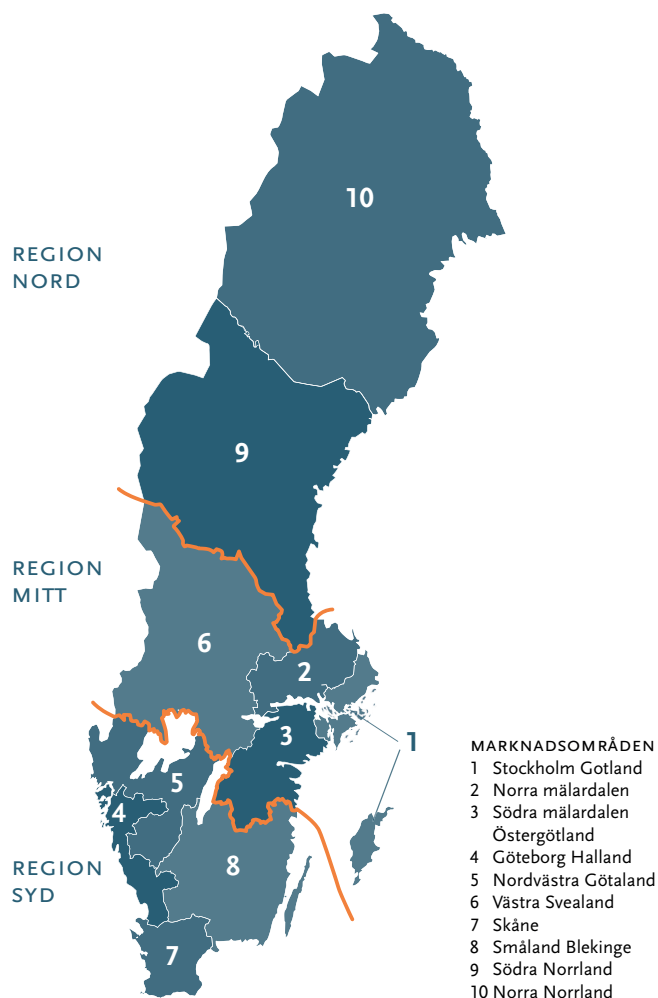 10
REGION
NORD
9
REGION
MITT
6
2
3
1
5
4
8
REGION
SYD
7
MARKNADSOMRÅDEN
1 Stockholm Gotland
2 Norra mälardalen
3 Södra mälardalen
Östergötland
4 Göteborg Halland
5 Nordvästra Götaland
6 Västra Svealand
7 Skåne
8 Småland Blekinge
9 Södra Norrland
10 Norra Norrland